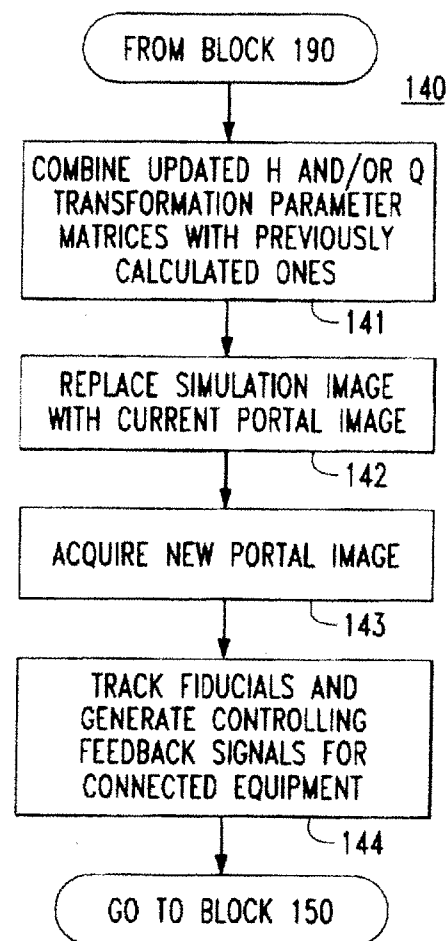 FROM BLOCK 190
140
COMBINE UPDATED H AND/OR Q
TRANSFORMATION PARAMETER
MATRICES WITH PREVIOUSLY
CALCULATED ONES
141
REPLACE SIMULATION IMAGE
WITH CURRENT PORTAL IMAGE
142
ACQUIRE NEW PORTAL IMAGE
143
TRACK FIDUCIALS AND
GENERATE CONTROLLING
FEEDBACK SIGNALS FOR
CONNECTED EQUIPMENT
144
GO TO BLOCK 150